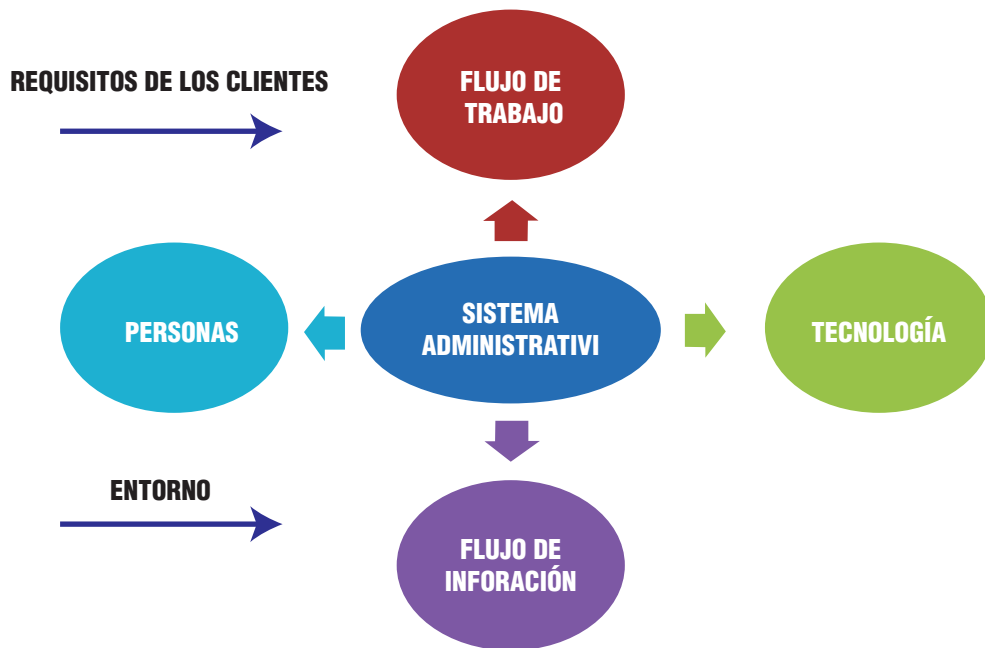 REQUISITOS DE LOS CLIENTES
FLUJO DE
TRABAJO
PERSONAS
SISTEMA
ADMINISTRATIVI
TECNOLOGÍA
ENTORNO
FLUJO DE
INFORACIÓN